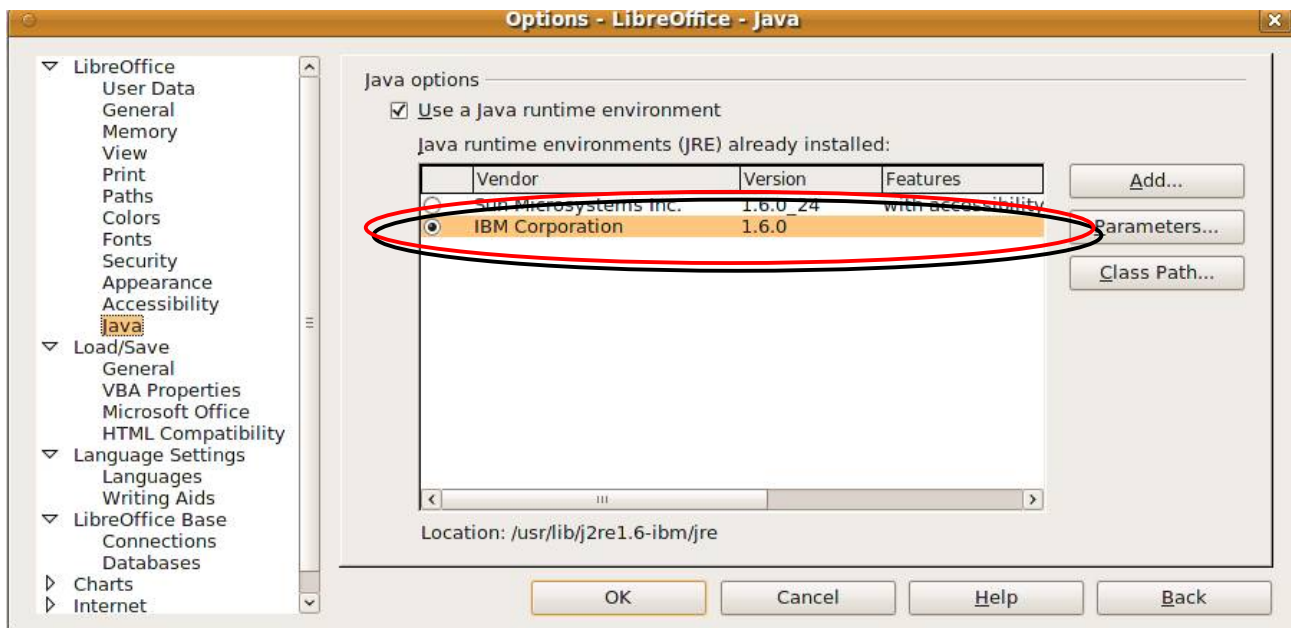 Options - LibreOffice - Java
LibreOffice
User Data
General
Memory
View
Print
Paths
Colors
Fonts
Security
Appearance
Accessibility
Java
Load/Save
General
VBA Properties
Microsoft Office
HTML Compatibility
Language Settings
Languages
Writing Aids
LibreOffice Base
Connections
Databases
Charts
Internet
Java options
Use a Java runtime environment
Java runtime environments (JRE) already installed:
Vendor Version Features
Sun Microsystems Inc. 1.6.0_24 with accessibility
IBM Corporation 1.6.0
Location: /usr/lib/j2re1.6-ibm/jre
Add...
Parameters...
Class Path...
OK Cancel Help Back